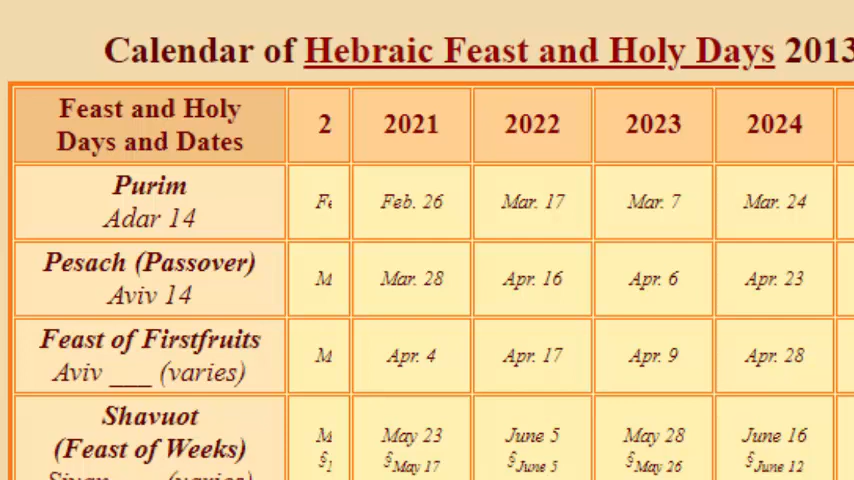 Calendar of Hebraic Feast and Holy Days 2013
Feast and Holy
Days and Dates
2
2021
2022
2023
2024
Purim
Adar 14
Fe
Feb. 26
Mar. 17
Mar. 7
Mar. 24
Pesach (Passover)
Aviv 14
M
Mar. 28
Apr. 16
Apr. 6
Apr. 23
Feast of Firstfruits
Aviv ___ (varies)
M
Apr. 4
Apr. 17
Apr. 9
Apr. 28
Shavuot
(Feast of Weeks)
M
May 23
June 5
May 28
June 16
§1
§May 17
§June 5
§May 26
§June 12
(varies)